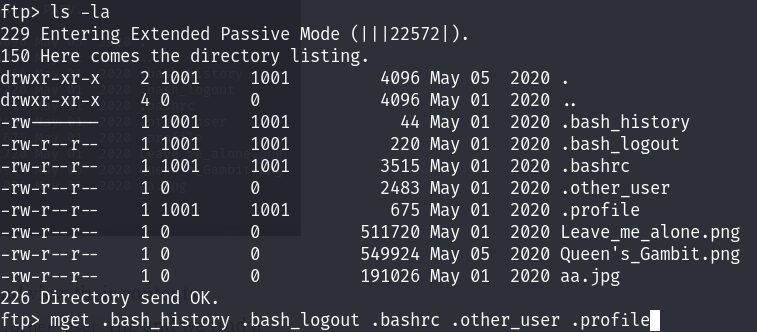 ftp> ls -la
229 Entering Extended Passive Mode (|||22572|).
150 Here comes the directory listing.
drwxr-xr-x    2 1001     1001         4096 May 05  2020 .
drwxr-xr-x    4 0        0            4096 May 01  2020 ..
-rw-------    1 1001     1001           44 May 01  2020 .bash_history
-rw-r--r--    1 1001     1001          220 May 01  2020 .bash_logout
-rw-r--r--    1 1001     1001         3515 May 01  2020 .bashrc
-rw-r--r--    1 0        0            2483 May 01  2020 .other_user
-rw-r--r--    1 1001     1001          675 May 01  2020 .profile
-rw-r--r--    1 0        0          511720 May 01  2020 Leave_me_alone.png
-rw-r--r--    1 0        0          549924 May 05  2020 Queen's_Gambit.png
-rw-r--r--    1 0        0          191026 May 01  2020 aa.jpg
226 Directory send OK.
ftp> mget .bash_history .bash_logout .bashrc .other_user .profile